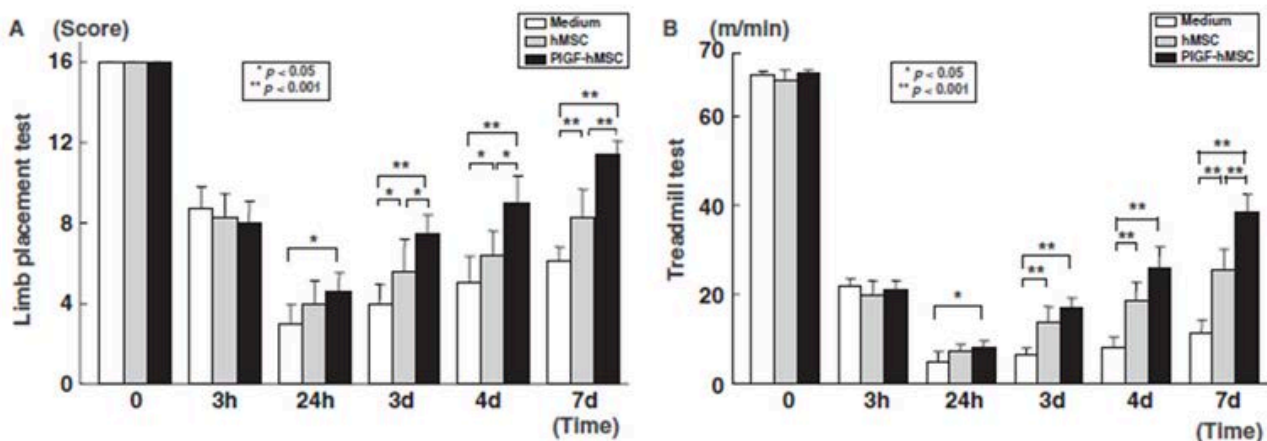 A (Score)
Medium
hMSC
PlGF-hMSC
* p < 0.05
** p < 0.001
Limb placement test
16
12
8
4
0
**
** **
**
* *
**
* *
*
0 3h 24h 3d 4d 7d
(Time)
B (m/min)
Medium
hMSC
PlGF-hMSC
* p < 0.05
** p < 0.001
Treadmill test
70
60
40
20
0
**
** **
**
**
**
**
*
0 3h 24h 3d 4d 7d
(Time)